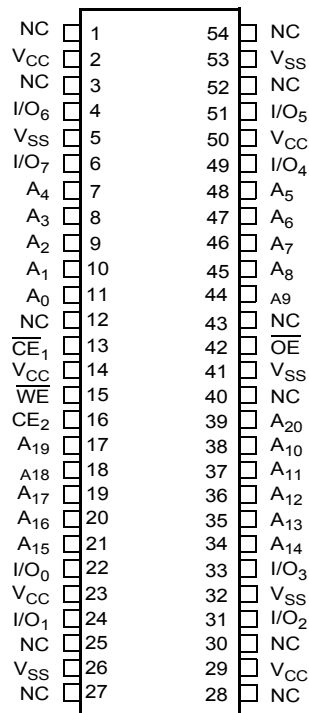 NC 1 54 NC
VCC 2 53 VSS
NC 3 52 NC
I/O6 4 51 I/O5
VSS 5 50 VCC
I/O7 6 49 I/O4
A4 7 48 A5
A3 8 47 A6
A2 9 46 A7
A1 10 45 A8
A0 11 44 A9
NC 12 43 NC
CE1 13 42 OE
VCC 14 41 VSS
WE 15 40 NC
CE2 16 39 A20
A19 17 38 A10
A18 18 37 A11
A17 19 36 A12
A16 20 35 A13
A15 21 34 A14
I/O0 22 33 I/O3
VCC 23 32 VSS
I/O1 24 31 I/O2
NC 25 30 NC
VSS 26 29 VCC
NC 27 28 NC